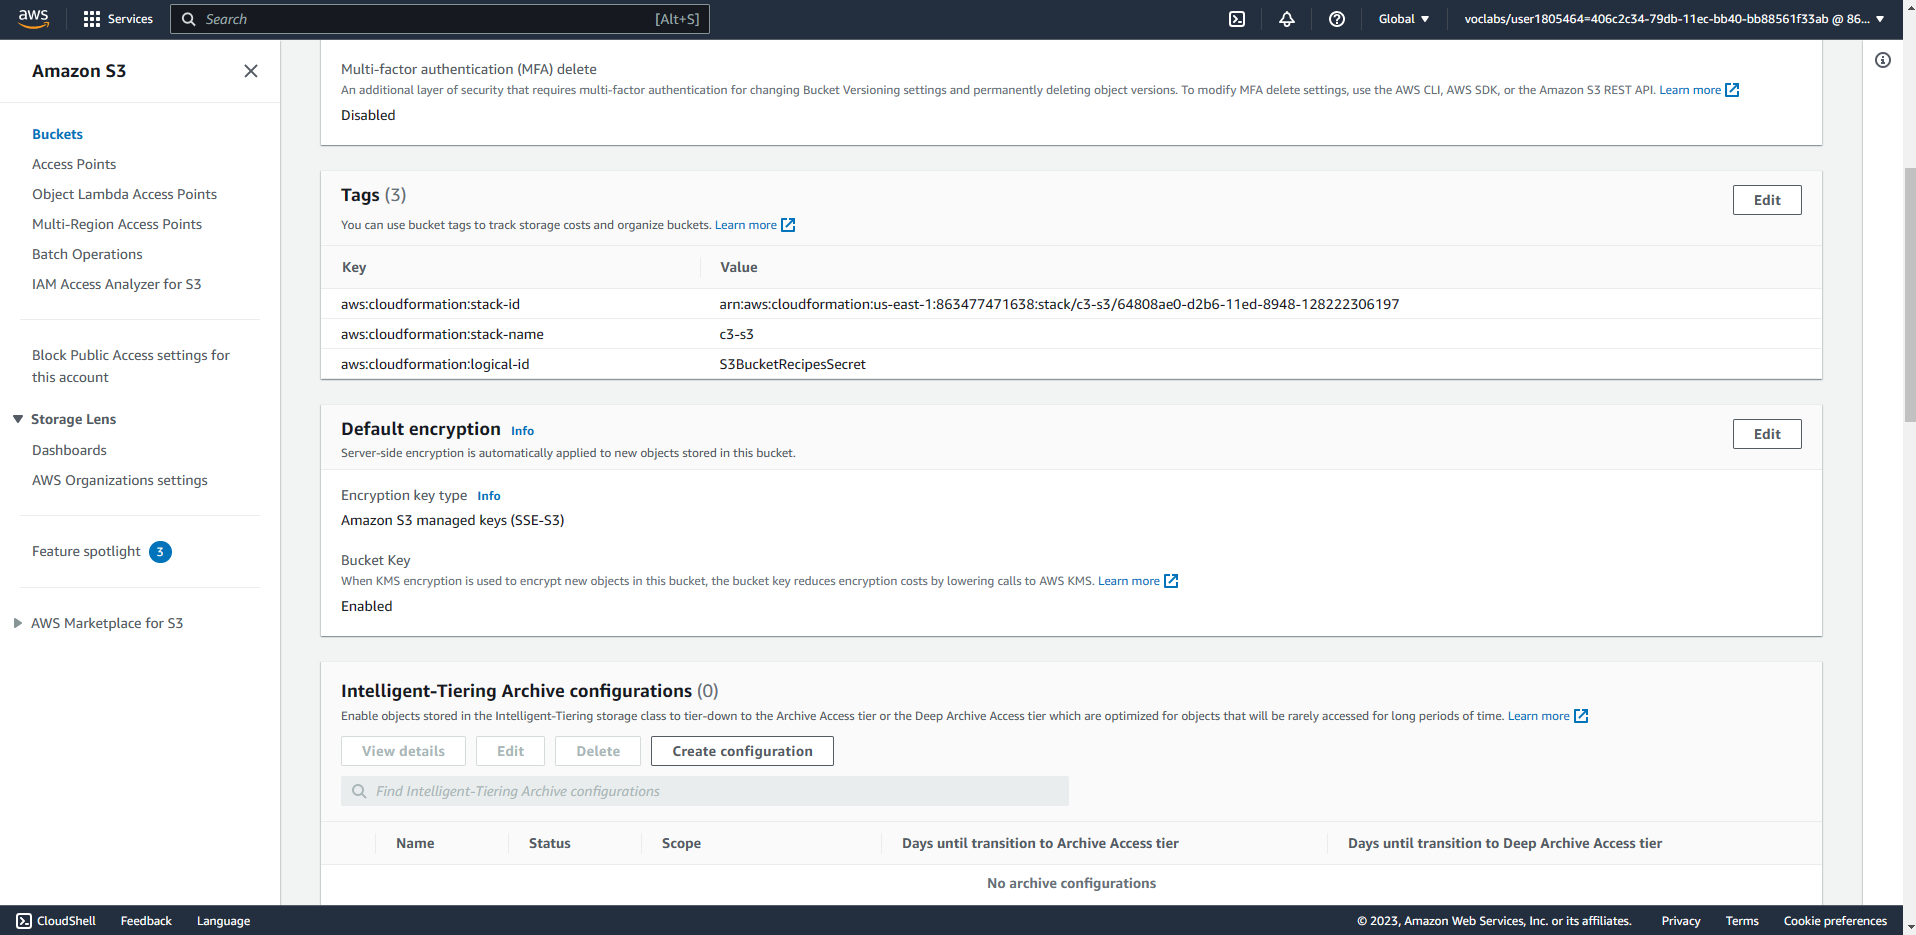 aws
Services
Search
[Alt+S]
Global
voclabs/user1805464=406c2c34-79db-11ec-bb40-bb88561f33ab @ 86...
Amazon S3
Buckets
Access Points
Object Lambda Access Points
Multi-Region Access Points
Batch Operations
IAM Access Analyzer for S3
Block Public Access settings for
this account
Storage Lens
Dashboards
AWS Organizations settings
Feature spotlight 3
AWS Marketplace for S3
Multi-factor authentication (MFA) delete
An additional layer of security that requires multi-factor authentication for changing Bucket Versioning settings and permanently deleting object versions. To modify MFA delete settings, use the AWS CLI, AWS SDK, or the Amazon S3 REST API. Learn more
Disabled
Tags (3)
Edit
You can use bucket tags to track storage costs and organize buckets. Learn more
Key Value
aws:cloudformation:stack-id arn:aws:cloudformation:us-east-1:863477471638:stack/c3-s3/64808ae0-d2b6-11ed-8948-128222306197
aws:cloudformation:stack-name c3-s3
aws:cloudformation:logical-id S3BucketRecipesSecret
Default encryption Info
Edit
Server-side encryption is automatically applied to new objects stored in this bucket.
Encryption key type Info
Amazon S3 managed keys (SSE-S3)
Bucket Key
When KMS encryption is used to encrypt new objects in this bucket, the bucket key reduces encryption costs by lowering calls to AWS KMS. Learn more
Enabled
Intelligent-Tiering Archive configurations (0)
Enable objects stored in the Intelligent-Tiering storage class to tier-down to the Archive Access tier or the Deep Archive Access tier which are optimized for objects that will be rarely accessed for long periods of time. Learn more
View details Edit Delete Create configuration
Find Intelligent-Tiering Archive configurations
Name Status Scope Days until transition to Archive Access tier Days until transition to Deep Archive Access tier
No archive configurations
CloudShell Feedback Language
© 2023, Amazon Web Services, Inc. or its affiliates. Privacy Terms Cookie preferences